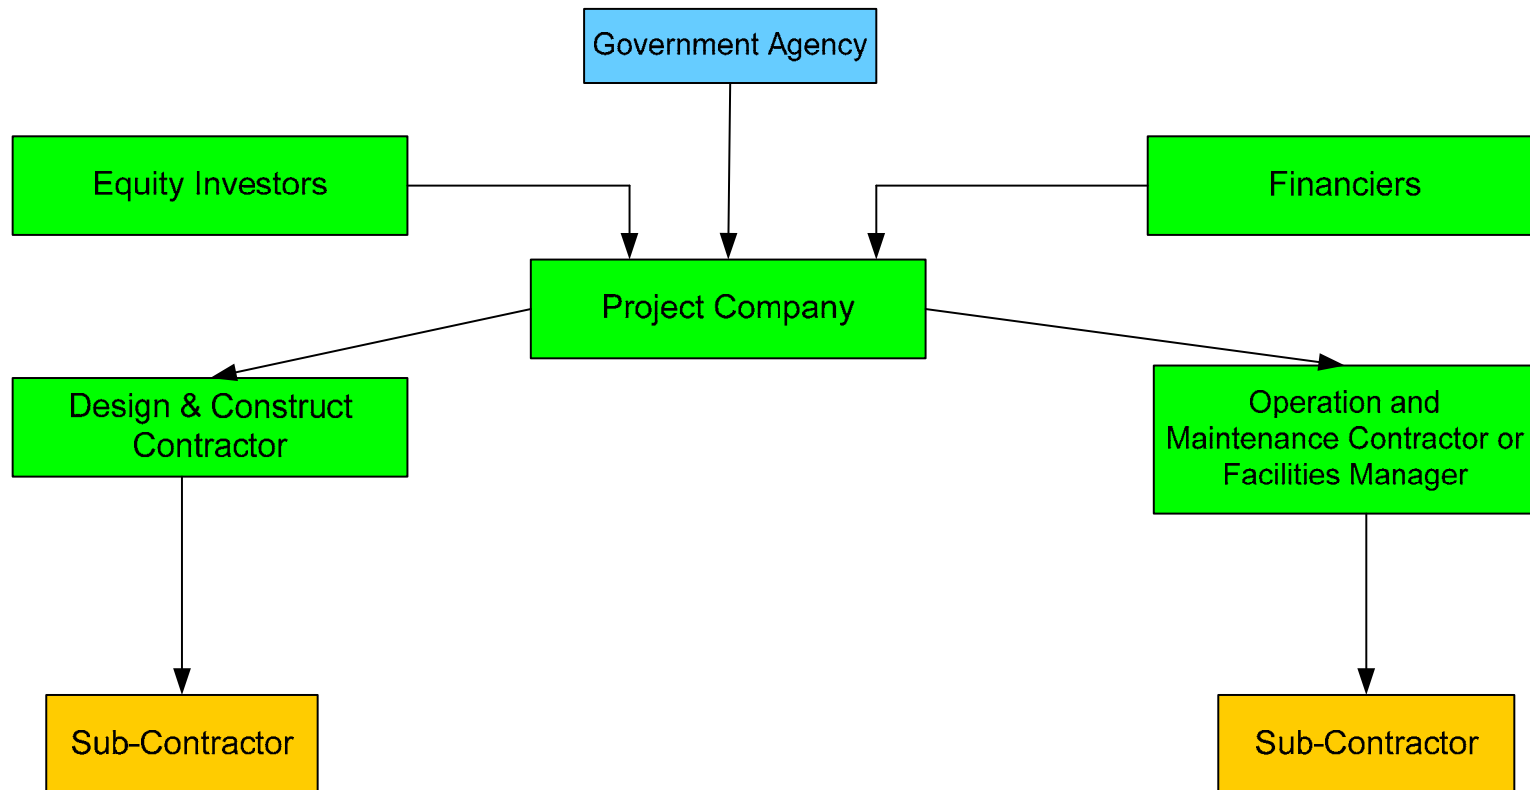 Government Agency
Equity Investors
Financiers
Project Company
Design & Construct
Contractor
Operation and
Maintenance Contractor or
Facilities Manager
Sub-Contractor
Sub-Contractor